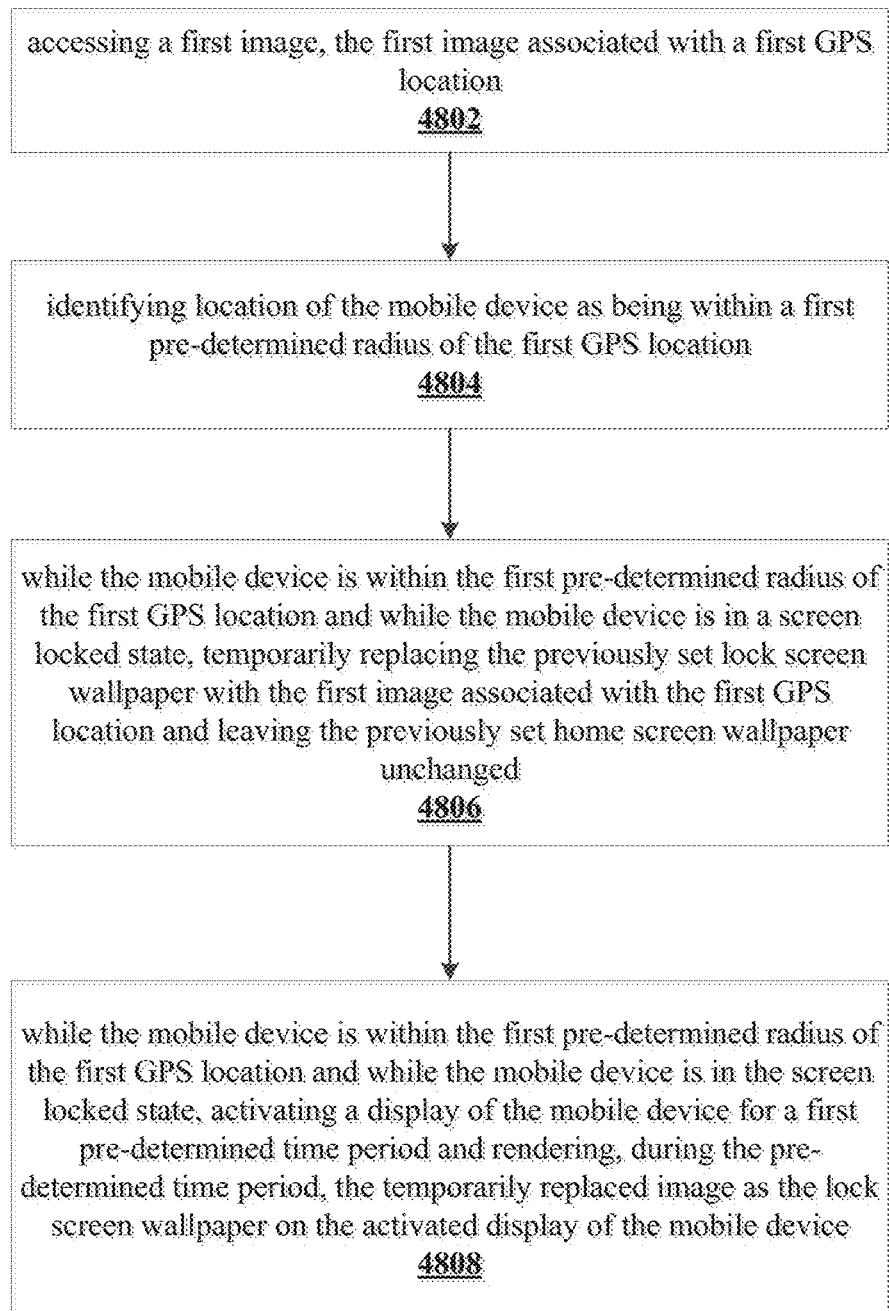 accessing a first image, the first image associated with a first GPS
location
4802
identifying location of the mobile device as being within a first
pre-determined radius of the first GPS location
4804
while the mobile device is within the first pre-determined radius of
the first GPS location and while the mobile device is in a screen
locked state, temporarily replacing the previously set lock screen
wallpaper with the first image associated with the first GPS
location and leaving the previously set home screen wallpaper
unchanged
4806
while the mobile device is within the first pre-determined radius of
the first GPS location and while the mobile device is in the screen
locked state, activating a display of the mobile device for a first
pre-determined time period and rendering, during the pre-
determined time period, the temporarily replaced image as the lock
screen wallpaper on the activated display of the mobile device
4808